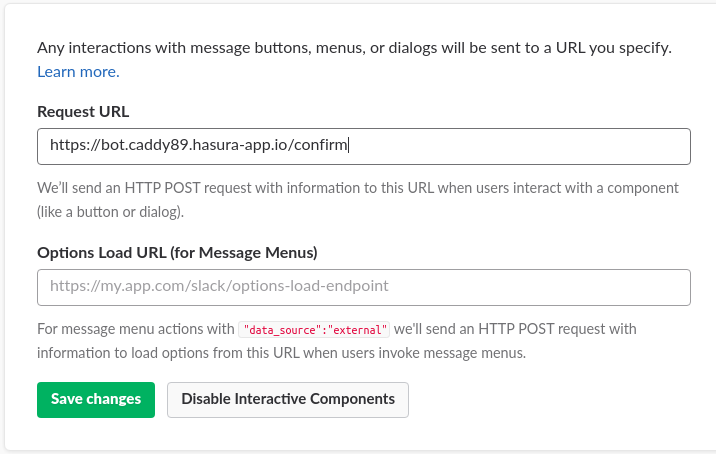 Any interactions with message buttons, menus, or dialogs will be sent to a URL you specify.
Learn more.
Request URL
https://bot.caddy89.hasura-app.io/confirm
We'll send an HTTP POST request with information to this URL when users interact with a component
(like a button or dialog).
Options Load URL (for Message Menus)
https://my.app.com/slack/options-load-endpoint
For message menu actions with "data_source":"external" we'll send an HTTP POST request with
information to load options from this URL when users invoke message menus.
Save changes
Disable Interactive Components